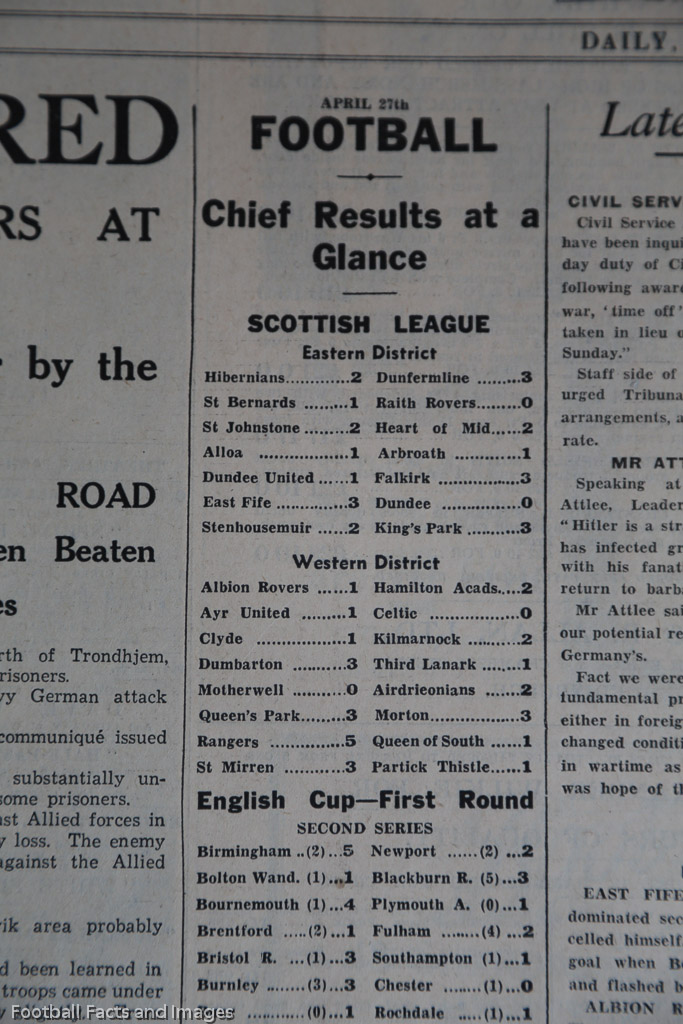 DAILY,
RED
RS AT
r by the
ROAD
en Beaten
es
rth of Trondhjem,
risoners.
vy German attack
communiqué issued
substantially un-
some prisoners.
ast Allied forces in
y loss. The enemy
against the Allied
ik area probably
d been learned in
troops came under
APRIL 27th
FOOTBALL
Chief Results at a
Glance
SCOTTISH LEAGUE
Eastern District
Hibernians............2 Dunfermline ........3
St Bernards ........1 Raith Rovers.........0
St Johnstone ........2 Heart of Mid.....2
Alloa ................1 Arbroath ............1
Dundee United .....1 Falkirk ..............3
East Fife ............3 Dundee ..............0
Stenhousemuir .....2 King's Park .........3
Western District
Albion Rovers ......1 Hamilton Acads....2
Ayr United .........1 Celtic ................0
Clyde ................1 Kilmarnock .........2
Dumbarton ..........3 Third Lanark ......1
Motherwell .........0 Airdrieonians ......2
Queen's Park........3 Morton...............3
Rangers .............5 Queen of South .....1
St Mirren ...........3 Partick Thistle.....1
English Cup—First Round
SECOND SERIES
Birmingham ..(2)...5 Newport ......(2) ...2
Bolton Wand. (1)...1 Blackburn R. (5)...3
Bournemouth (1)...4 Plymouth A. (0)...1
Brentford .....(2)...1 Fulham ........(4) ...2
Bristol R. ...(1)...3 Southampton (1)...1
Burnley ........(3)...3 Chester .......(1)...0
...........(0)...1 Rochdale .....(1)...1
Late
CIVIL SERV
Civil Service
have been inqui
day duty of Ci
following awar
war, 'time off'
taken in lieu o
Sunday."
Staff side of
urged Tribuna
arrangements, a
rate.
MR ATT
Speaking at
Attlee, Leader
"Hitler is a str
has infected gr
with his fanat
return to barb
Mr Attlee sai
our potential re
Germany's.
Fact we were
fundamental pr
either in foreig
changed conditi
in wartime as
was hope of t
EAST FIFE
dominated sec
celled himself
goal when B
and flashed b
ALBION R
Football Facts and Images